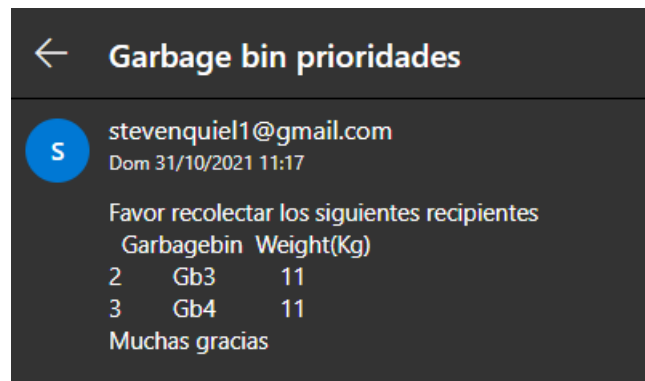 Garbage bin prioridades
S
stevenquiel1@gmail.com
Dom 31/10/2021 11:17
Favor recolectar los siguientes recipientes
Garbagebin Weight(Kg)
2 Gb3 11
3 Gb4 11
Muchas gracias